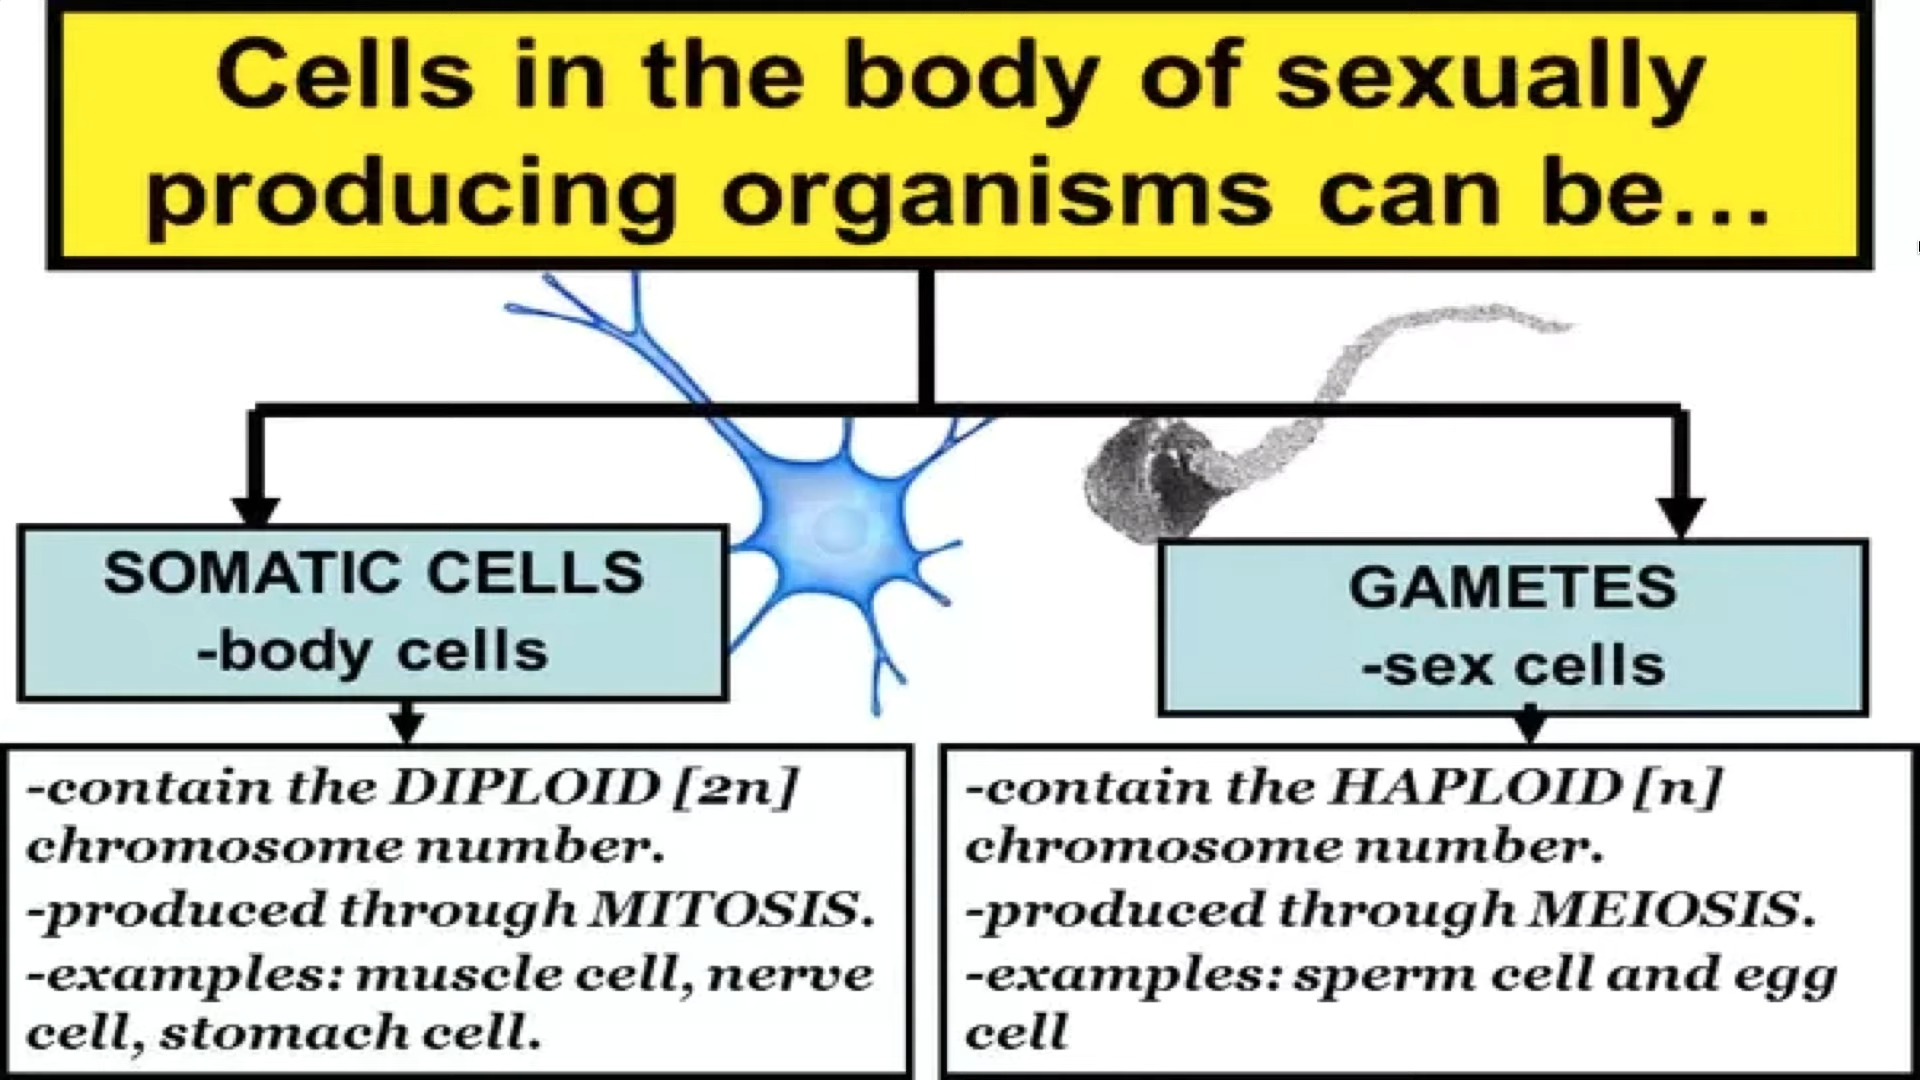 Cells in the body of sexually
producing organisms can be...
SOMATIC CELLS
-body cells
GAMETES
-sex cells
-contain the DIPLOID [2n]
chromosome number.
-produced through MITOSIS.
-examples: muscle cell, nerve
cell, stomach cell.
-contain the HAPLOID [n]
chromosome number.
-produced through MEIOSIS.
-examples: sperm cell and egg
cell